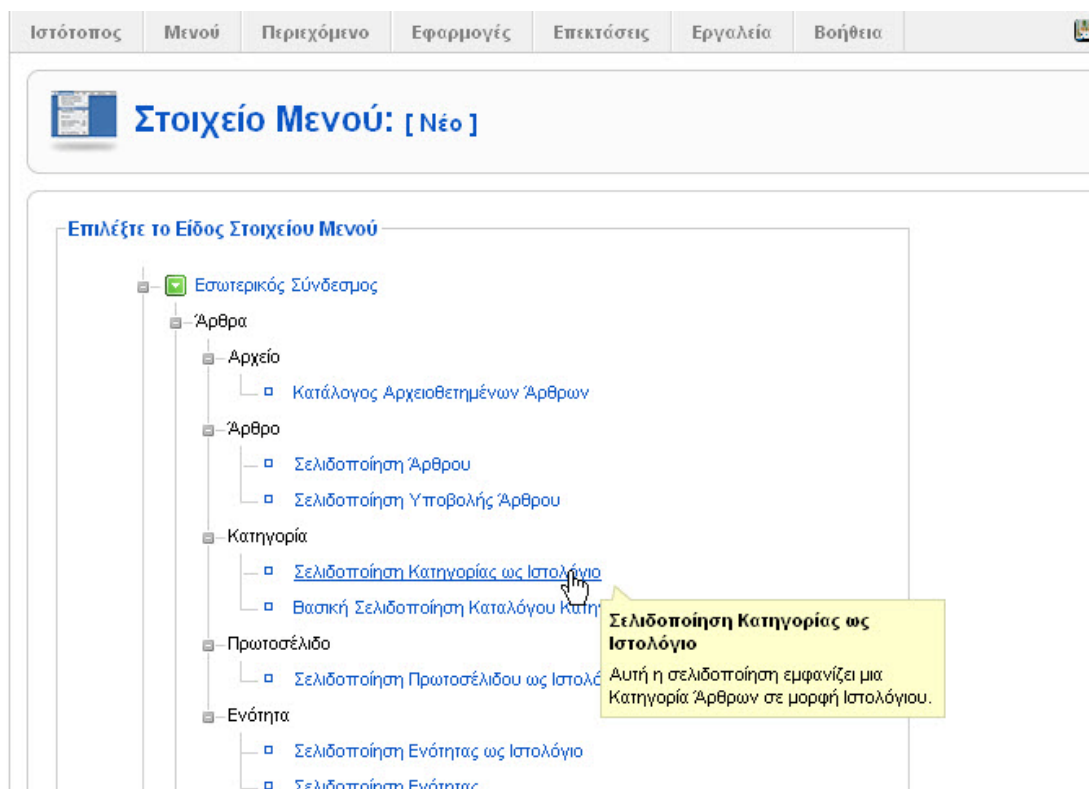 Ιστότοπος Μενού Περιεχόμενο Εφαρμογές Επεκτάσεις Εργαλεία Βοήθεια
Στοιχείο Μενού: [ Νέο ]
Επιλέξτε το Είδος Στοιχείου Μενού
Εσωτερικός Σύνδεσμος
Άρθρα
Αρχείο
Κατάλογος Αρχειοθετημένων Άρθρων
Άρθρο
Σελιδοποίηση Άρθρου
Σελιδοποίηση Υποβολής Άρθρου
Κατηγορία
Σελιδοποίηση Κατηγορίας ως Ιστολόγιο
Βασική Σελιδοποίηση Καταλόγου
Πρωτοσέλιδο
Σελιδοποίηση Πρωτοσέλιδου ως
Ενότητα
Σελιδοποίηση Ενότητας ως Ιστολόγιο
Σελιδοποίηση Ενότητας
Σελιδοποίηση Κατηγορίας ως
Ιστολόγιο
Αυτή η σελιδοποίηση εμφανίζει μια
Κατηγορία Άρθρων σε μορφή Ιστολόγιου.